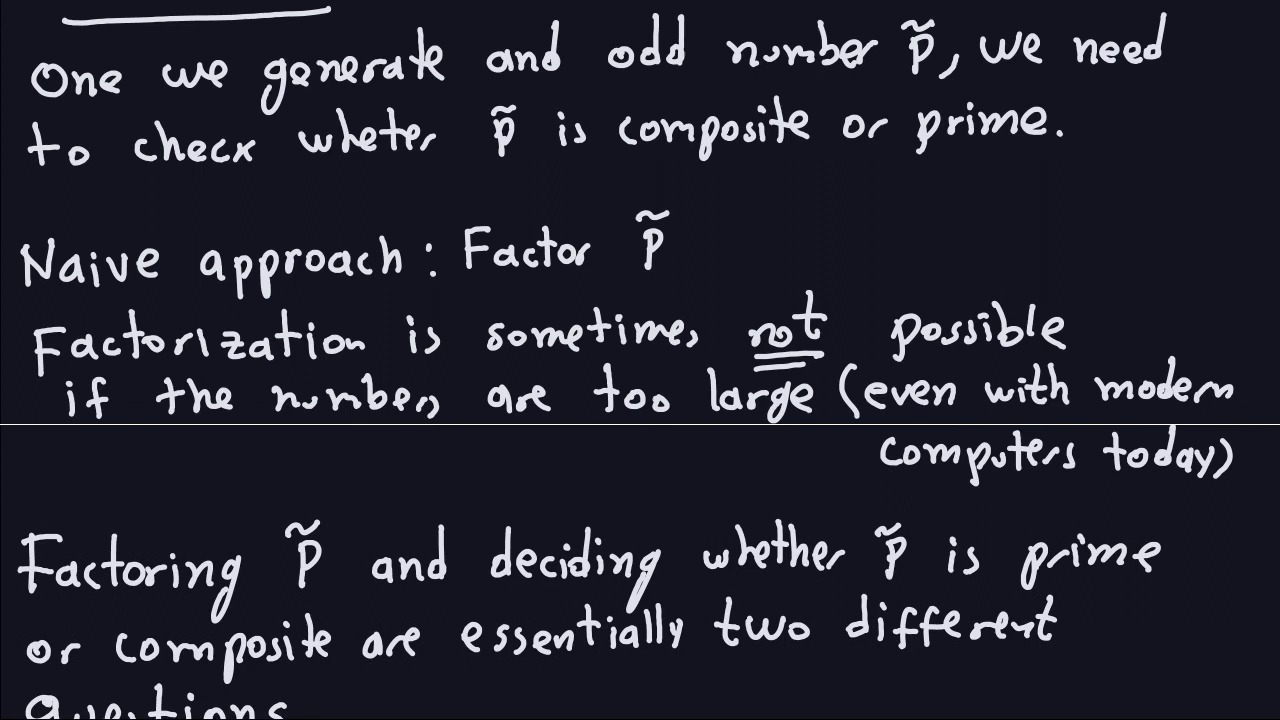 One we generate and odd number p̃, we need
to check wheter p̃ is composite or prime.
Naive approach: Factor p̃
Factorization is sometimes not possible
if the numbers are too large (even with modern
computers today)
Factoring p̃ and deciding whether p̃ is prime
or composite are essentially two different
questions